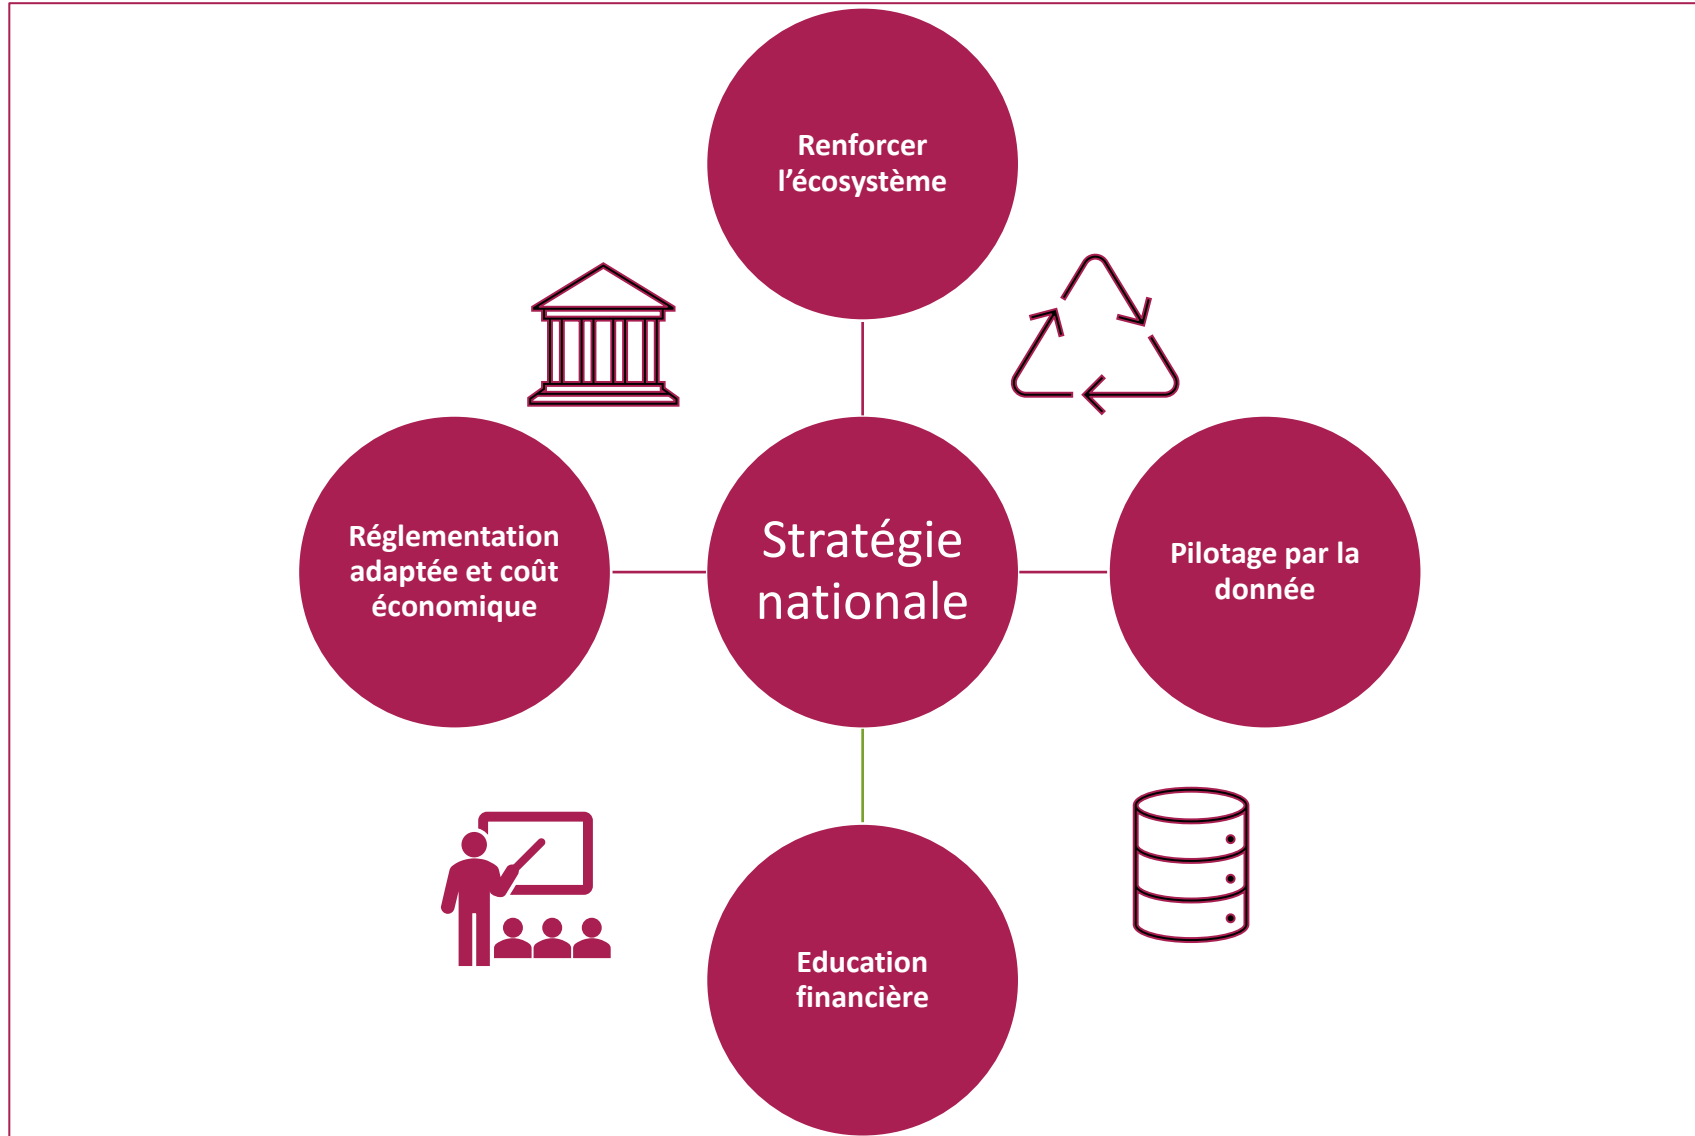 Renforcer
l’écosystème
Réglementation
adaptée et coût
économique
Stratégie
nationale
Pilotage par la
donnée
Education
financière